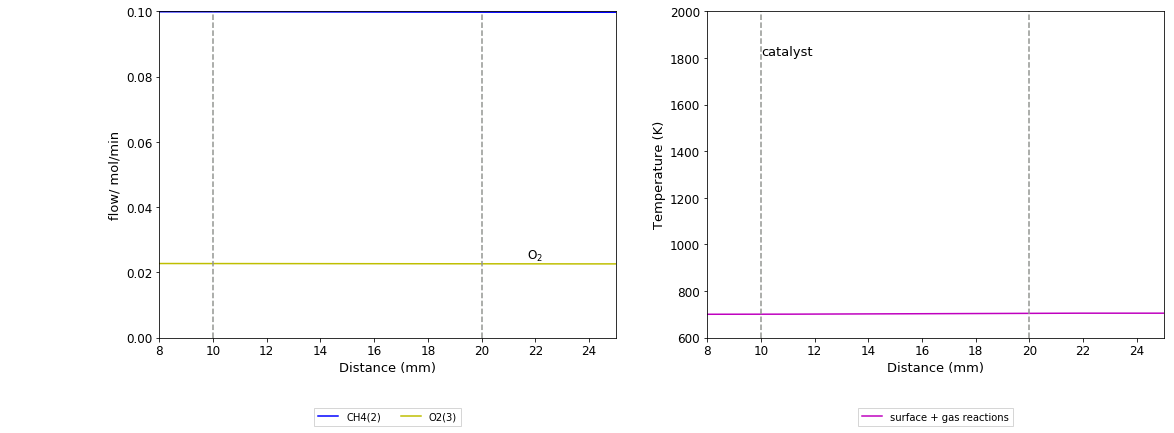 0.10
0.08
0.06
0.04
0.02
0.00
flow/ mol/min
O₂
8 10 12 14 16 18 20 22 24
Distance (mm)
CH4(2) O2(3)
2000
1800
1600
1400
1200
1000
800
600
Temperature (K)
catalyst
8 10 12 14 16 18 20 22 24
Distance (mm)
surface + gas reactions